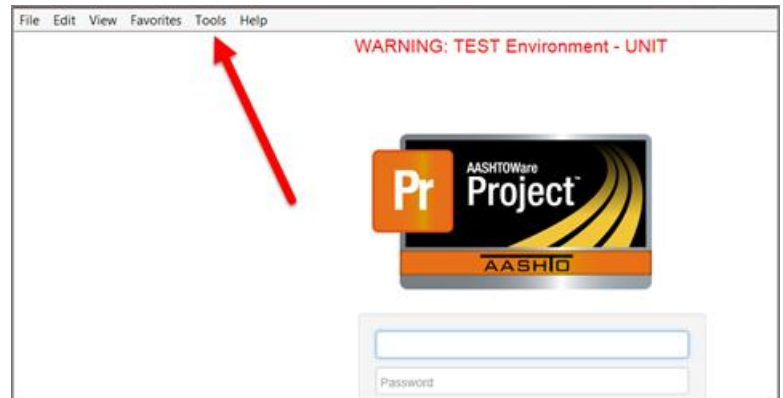 File Edit View Favorites Tools Help
WARNING: TEST Environment - UNIT
Pr
AASHTOWare
Project™
AASHTO
Password